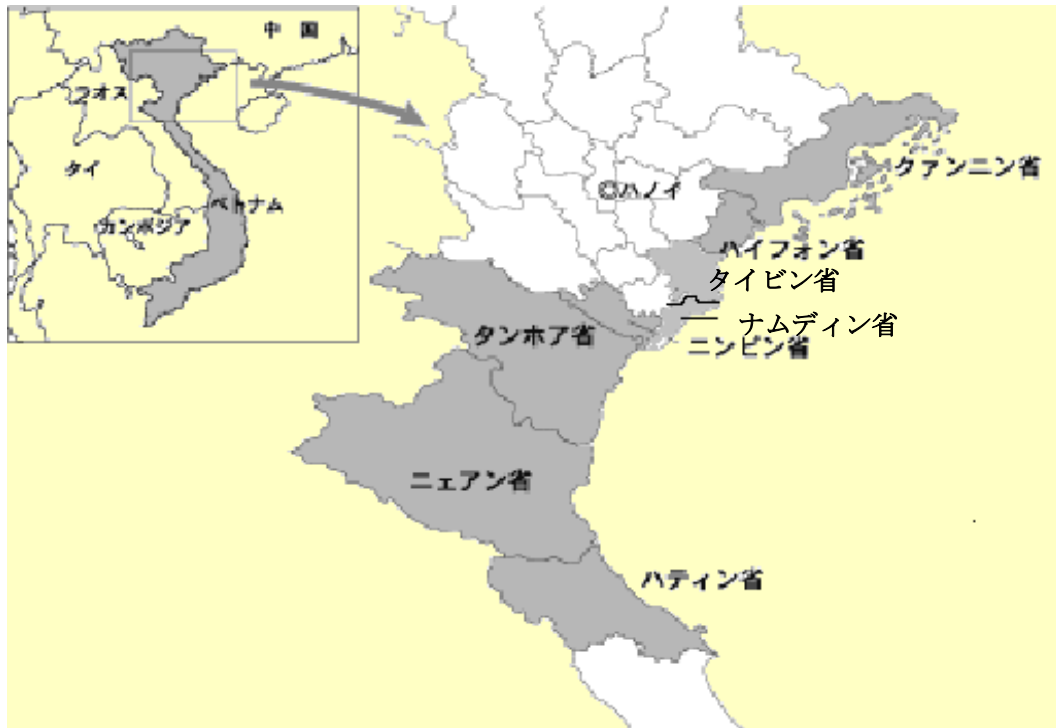 中 国
ラオス
タイ
カンボジア
ベトナム
◎ハノイ
クァンニン省
ハイフォン省
タイビン省
ナムディン省
ニンビン省
タンホア省
ニェアン省
ハティン省